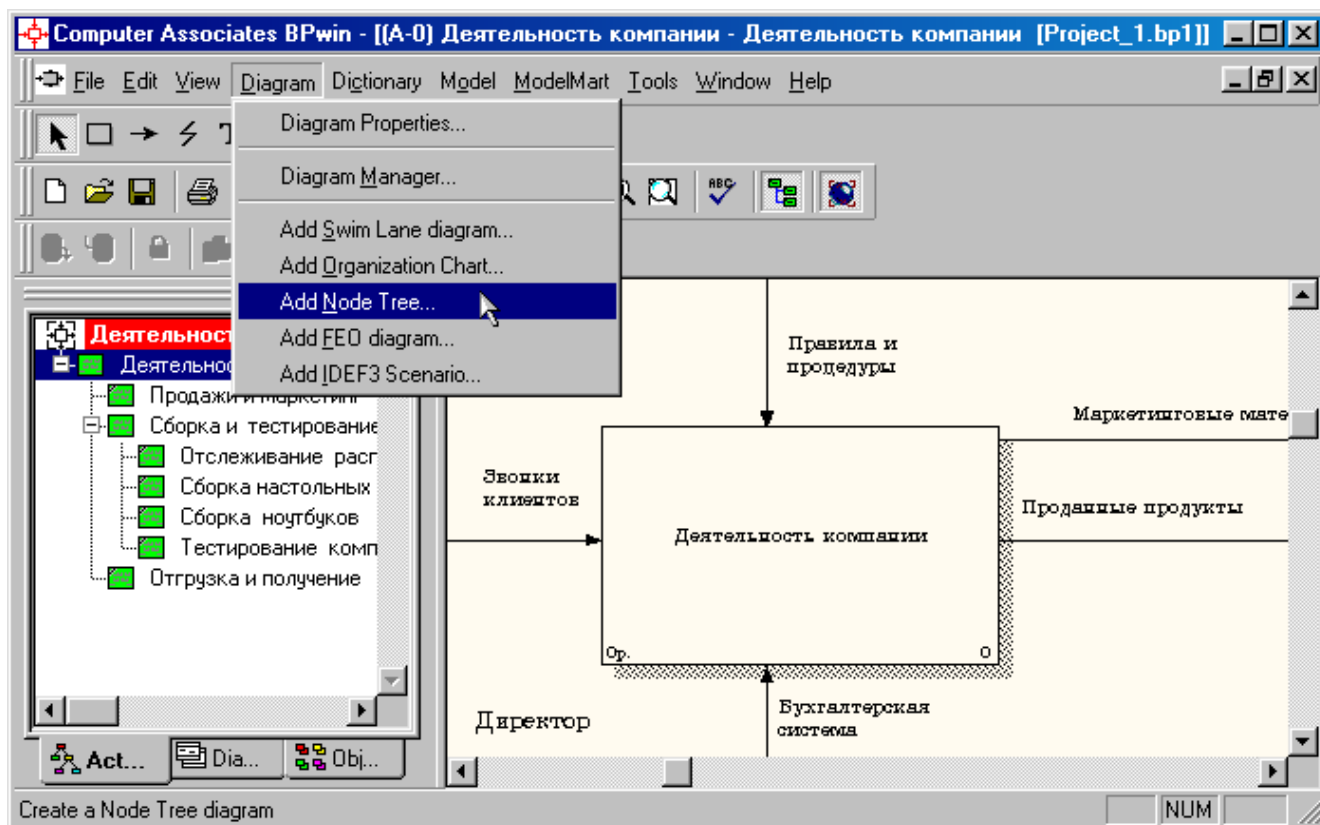 Computer Associates BPwin - [(A-0) Деятельность компании - Деятельность компании [Project_1.bp1]]
File Edit View Diagram Dictionary Model ModelMart Tools Window Help
Diagram Properties...
Diagram Manager...
Add Swim Lane diagram...
Add Organization Chart...
Add Node Tree...
Add FEO diagram...
Add IDEF3 Scenario...
ABC
Деятельност
Деятельнос
Продажи и маркетинг
Сборка и тестирование
Отслеживание расп
Сборка настольных
Сборка ноутбуков
Тестирование комп
Отгрузка и получение
Act... Dia... Obj...
Правила и
процедуры
Маркетинговые мате
Звонки
клиентов
Проданные продукты
Деятельность компании
0р. 0
Бухгалтерская
система
Директор
Create a Node Tree diagram NUM